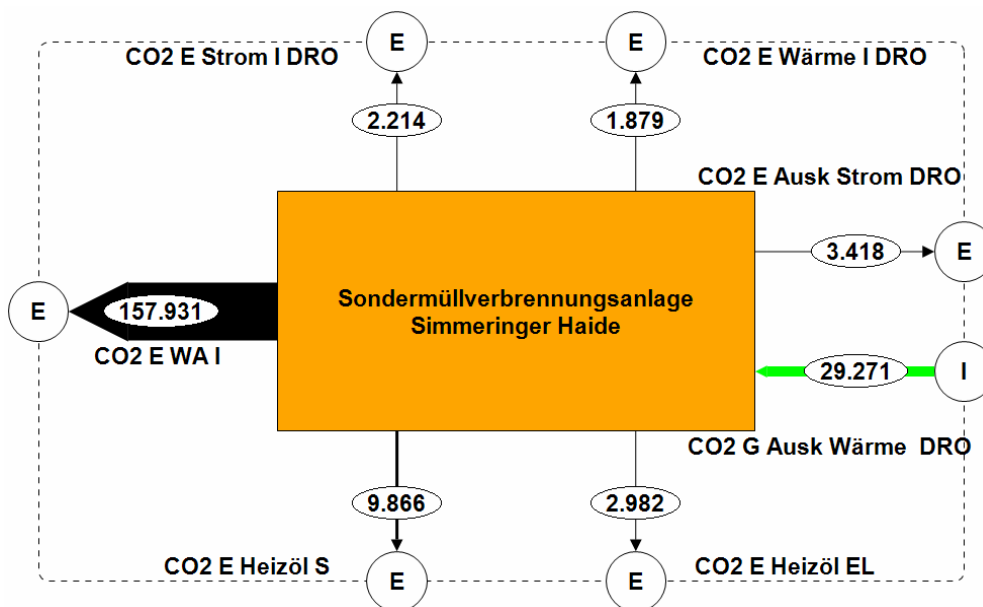 E
E
CO2 E Strom I DRO
CO2 E Wärme I DRO
2.214
1.879
CO2 E Ausk Strom DRO
3.418
E
Sondermüllverbrennungsanlage
Simmeringer Haide
E
157.931
CO2 E WA I
29.271
I
CO2 G Ausk Wärme DRO
9.866
2.982
CO2 E Heizöl S
CO2 E Heizöl EL
E
E